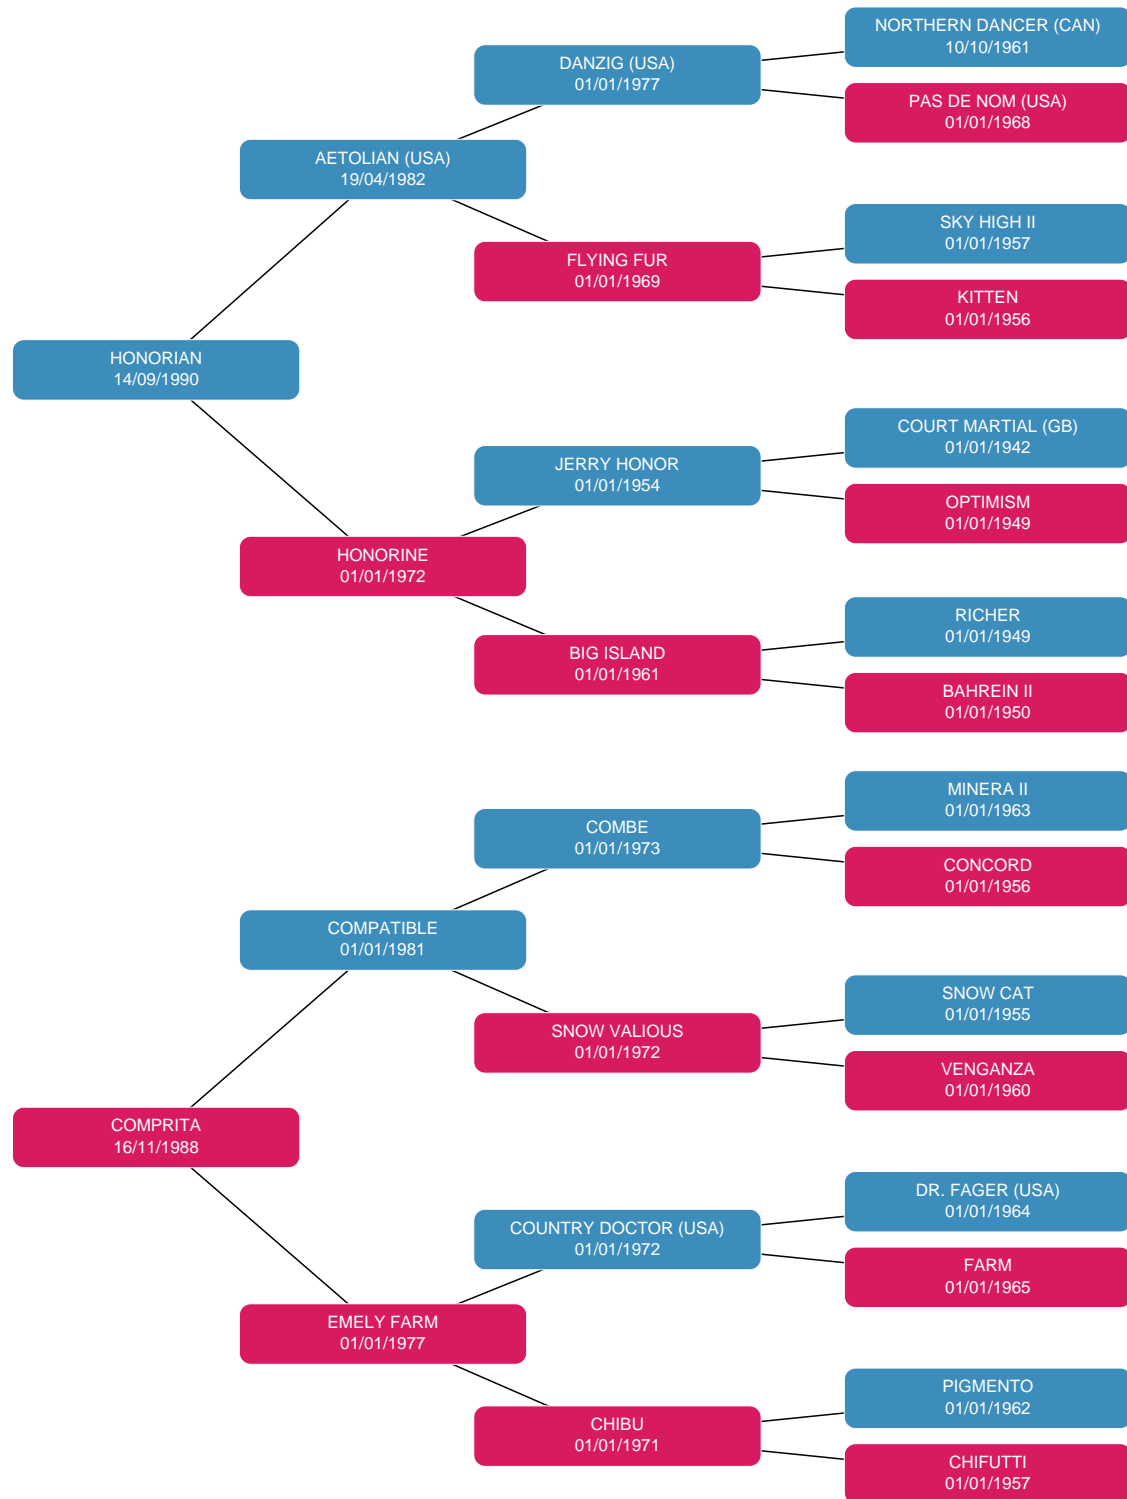 NORTHERN DANCER (CAN)
10/10/1961
DANZIG (USA)
01/01/1977
PAS DE NOM (USA)
01/01/1968
AETOLIAN (USA)
19/04/1982
SKY HIGH II
01/01/1957
FLYING FUR
01/01/1969
KITTEN
01/01/1956
HONORIAN
14/09/1990
COURT MARTIAL (GB)
01/01/1942
JERRY HONOR
01/01/1954
OPTIMISM
01/01/1949
HONORINE
01/01/1972
RICHER
01/01/1949
BIG ISLAND
01/01/1961
BAHREIN II
01/01/1950
MINERA II
01/01/1963
COMBE
01/01/1973
CONCORD
01/01/1956
COMPATIBLE
01/01/1981
SNOW CAT
01/01/1955
SNOW VALIOUS
01/01/1972
VENGANZA
01/01/1960
COMPRITA
16/11/1988
DR. FAGER (USA)
01/01/1964
COUNTRY DOCTOR (USA)
01/01/1972
FARM
01/01/1965
EMELY FARM
01/01/1977
PIGMENTO
01/01/1962
CHIBU
01/01/1971
CHIFUTTI
01/01/1957